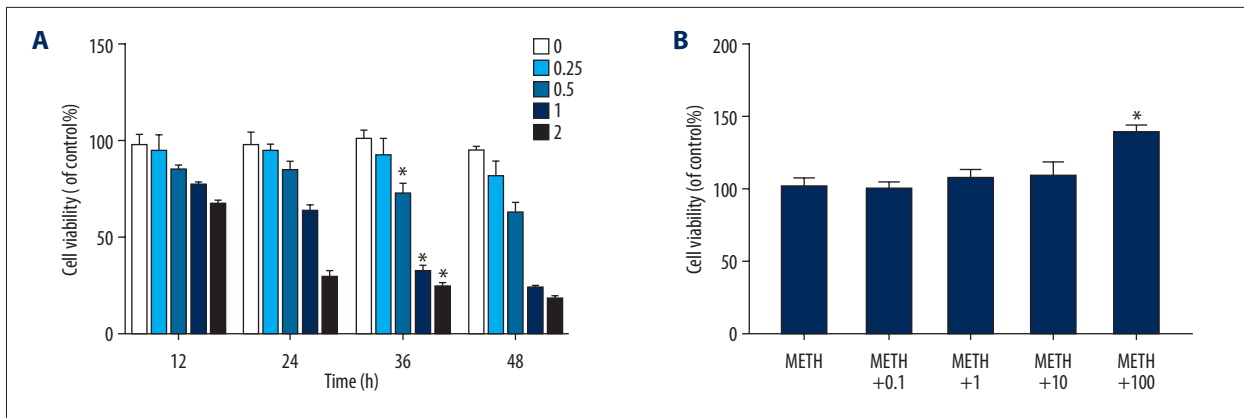 A
150
100
50
0
Cell viability ( of control%)
0
0.25
0.5
1
2
*
*
*
12
24
36
48
Time (h)
B
200
150
100
50
0
Cell viability (of control%)
*
METH
METH
+0.1
METH
+1
METH
+10
METH
+100